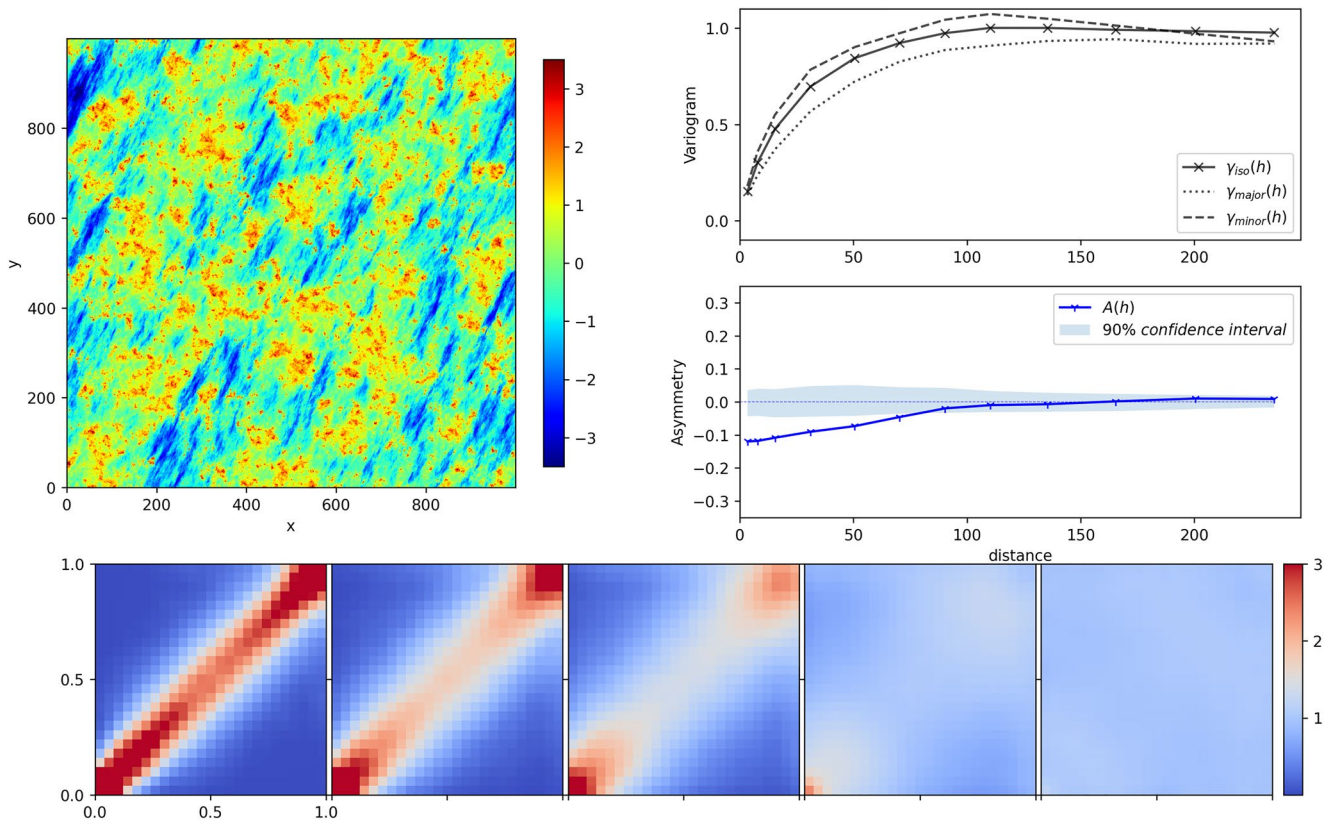 800
600
400
200
0
y
0 200 400 600 800
x
3
2
1
0
−1
−2
−3
1.0
0.5
0.0
Variogram
γiso(h)
γmajor(h)
γminor(h)
0 50 100 150 200
0.3
0.2
0.1
0.0
−0.1
−0.2
−0.3
Asymmetry
A(h)
90% confidence interval
0 50 100 150 200
distance
1.0
0.5
0.0
0.0 0.5 1.0
3
2
1